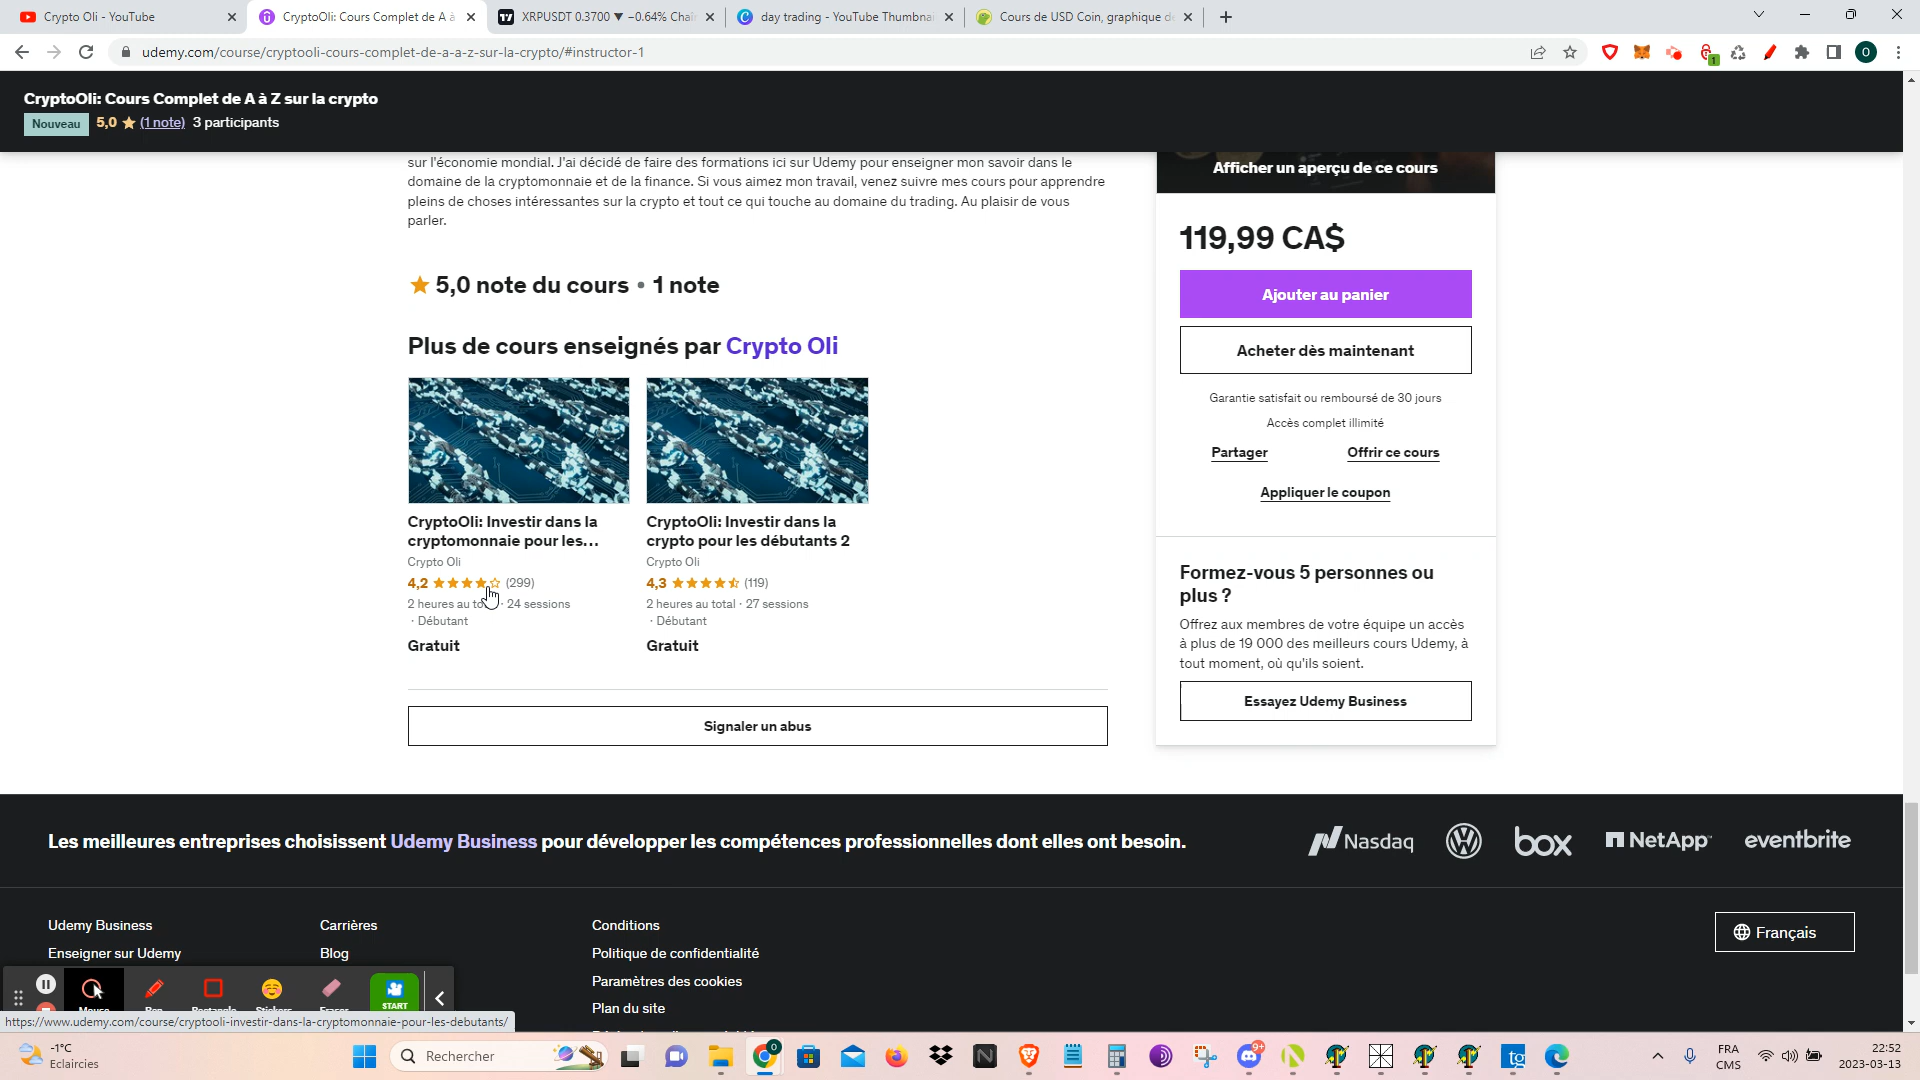 Crypto Oli - YouTube
CryptoOli: Cours Complet de A à
XRPUSDT 0.3700 ▼ −0.64% Chai
day trading - YouTube Thumbnai
Cours de USD Coin, graphique d
udemy.com/course/cryptooli-cours-complet-de-a-a-z-sur-la-crypto/#instructor-1
CryptoOli: Cours Complet de A à Z sur la crypto
Nouveau 5,0 ★ (1 note) 3 participants
sur l'économie mondial. J'ai décidé de faire des formations ici sur Udemy pour enseigner mon savoir dans le
domaine de la cryptomonnaie et de la finance. Si vous aimez mon travail, venez suivre mes cours pour apprendre
pleins de choses intéressantes sur la crypto et tout ce qui touche au domaine du trading. Au plaisir de vous
parler.
★ 5,0 note du cours • 1 note
Plus de cours enseignés par Crypto Oli
CryptoOli: Investir dans la
cryptomonnaie pour les...
Crypto Oli
4,2 (299)
2 heures au · 24 sessions
· Débutant
Gratuit
CryptoOli: Investir dans la
crypto pour les débutants 2
Crypto Oli
4,3 (119)
2 heures au total · 27 sessions
· Débutant
Gratuit
Signaler un abus
Afficher un aperçu de ce cours
119,99 CA$
Ajouter au panier
Acheter dès maintenant
Garantie satisfait ou remboursé de 30 jours
Accès complet illimité
Partager
Offrir ce cours
Appliquer le coupon
Formez-vous 5 personnes ou
plus ?
Offrez aux membres de votre équipe un accès
à plus de 19 000 des meilleurs cours Udemy, à
tout moment, où qu'ils soient.
Essayez Udemy Business
Les meilleures entreprises choisissent Udemy Business pour développer les compétences professionnelles dont elles ont besoin.
Nasdaq
box
NetApp
eventbrite
Udemy Business
Enseigner sur Udemy
Carrières
Blog
Conditions
Politique de confidentialité
Paramètres des cookies
Plan du site
Français
START
https://www.udemy.com/course/cryptooli-investir-dans-la-cryptomonnaie-pour-les-debutants/
-1°C
Eclaircies
Rechercher
FRA
CMS
22:52
2023-03-13